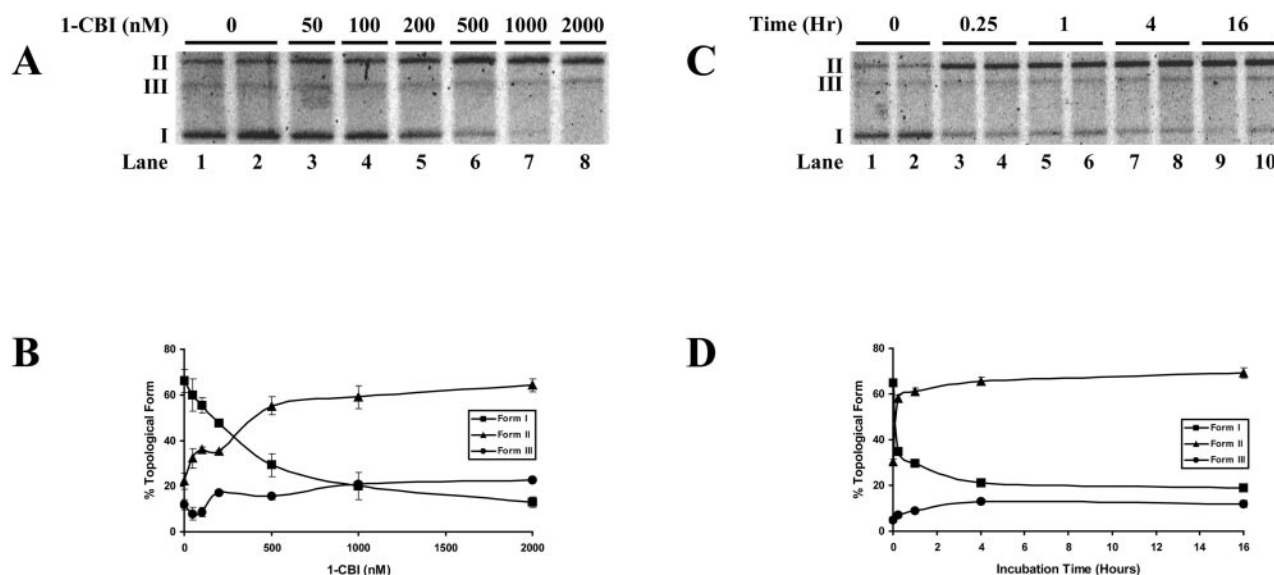 A
1-CBI (nM) 0 50 100 200 500 1000 2000
II
III
I
Lane 1 2 3 4 5 6 7 8
C
Time (Hr) 0 0.25 1 4 16
II
III
I
Lane 1 2 3 4 5 6 7 8 9 10
B
% Topological Form
80
60
40
20
0
Form I
Form II
Form III
0 500 1000 1500 2000
1-CBI (nM)
D
% Topological Form
80
60
40
20
0
Form I
Form II
Form III
0 2 4 6 8 10 12 14 16
Incubation Time (Hours)